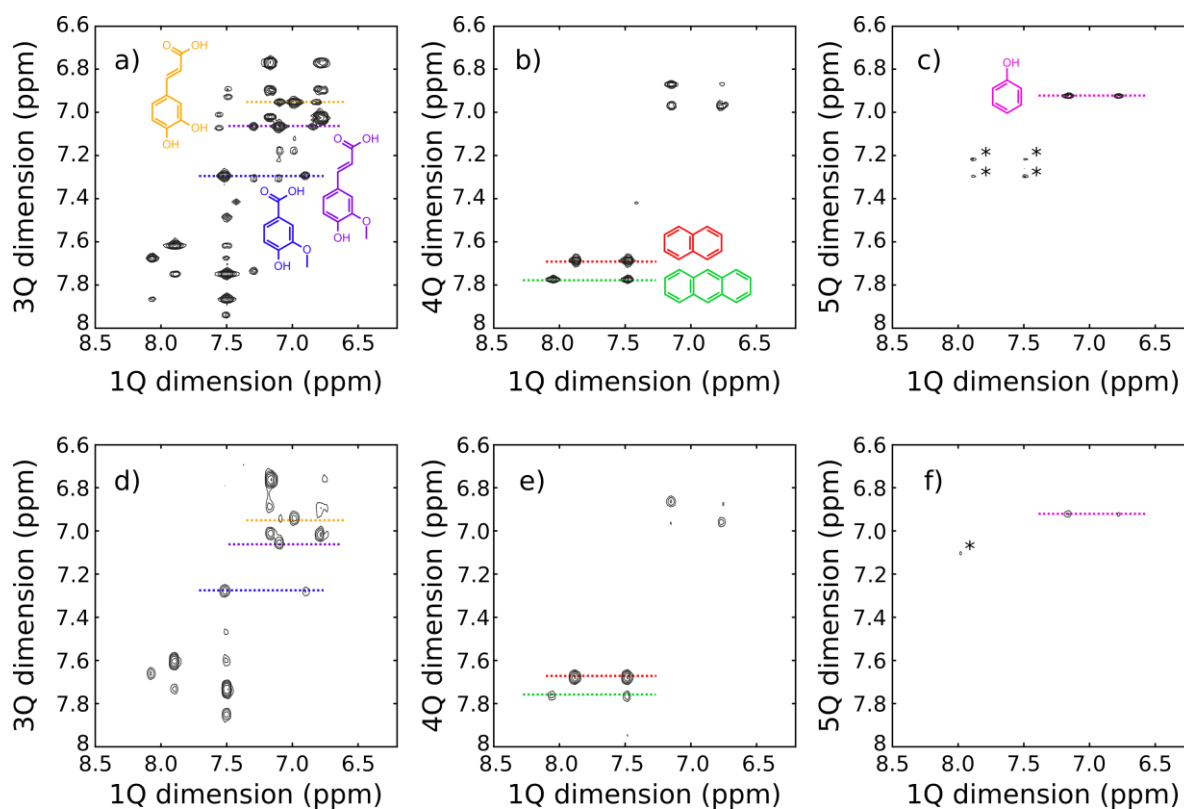 6.6
6.8
7.0
7.2
7.4
7.6
7.8
8
3Q dimension (ppm)
a)
O
OH
HO
OH
O
OH
O
OH
O
OH
O
OH
8.5 8.0 7.5 7.0 6.5
1Q dimension (ppm)
6.6
6.8
7.0
7.2
7.4
7.6
7.8
8
4Q dimension (ppm)
b)
8.5 8.0 7.5 7.0 6.5
1Q dimension (ppm)
6.6
6.8
7.0
7.2
7.4
7.6
7.8
8
5Q dimension (ppm)
c)
OH
* *
* *
8.5 8.0 7.5 7.0 6.5
1Q dimension (ppm)
6.6
6.8
7.0
7.2
7.4
7.6
7.8
8
3Q dimension (ppm)
d)
8.5 8.0 7.5 7.0 6.5
1Q dimension (ppm)
6.6
6.8
7.0
7.2
7.4
7.6
7.8
8
4Q dimension (ppm)
e)
8.5 8.0 7.5 7.0 6.5
1Q dimension (ppm)
6.6
6.8
7.0
7.2
7.4
7.6
7.8
8
5Q dimension (ppm)
f)
*
8.5 8.0 7.5 7.0 6.5
1Q dimension (ppm)